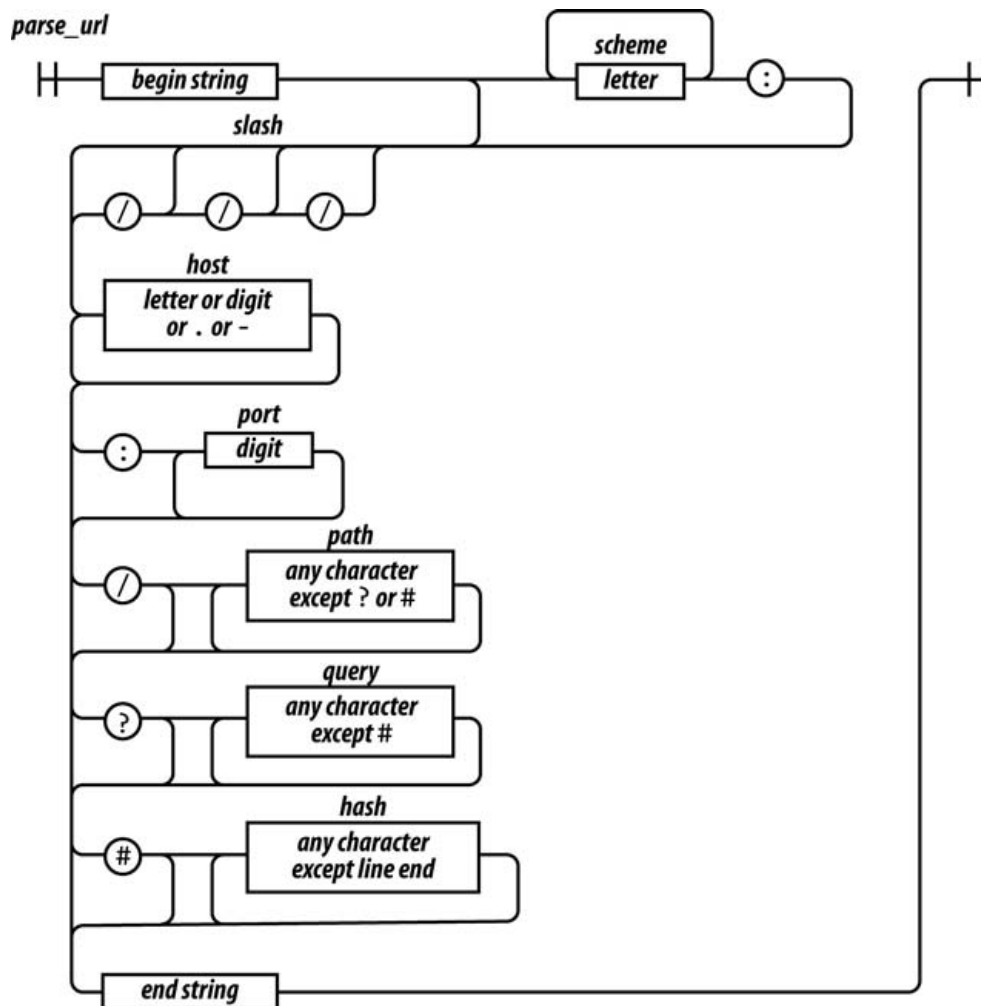 parse_url
scheme
begin string
letter
:
slash
/
/
/
host
letter or digit
or . or -
port
:
digit
path
/
any character
except ? or #
query
?
any character
except #
hash
#
any character
except line end
end string